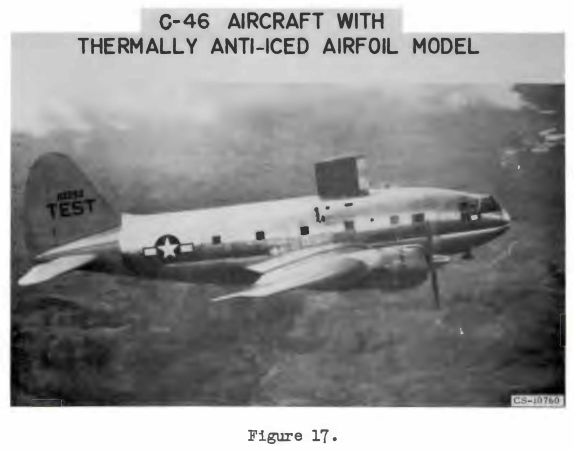 C-46 AIRCRAFT WITH
THERMALLY ANTI-ICED AIRFOIL MODEL
TEST
CS-10760
Figure 17.